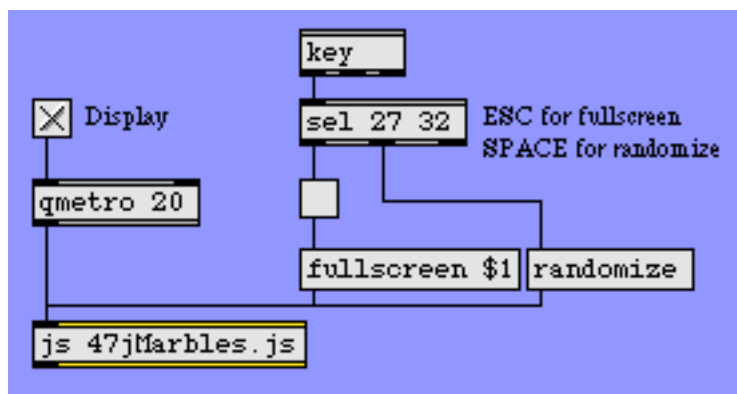 key
Display
sel 27 32
ESC for fullscreen
SPACE for randomize
qmetro 20
fullscreen $1
randomize
js 47jMarbles.js